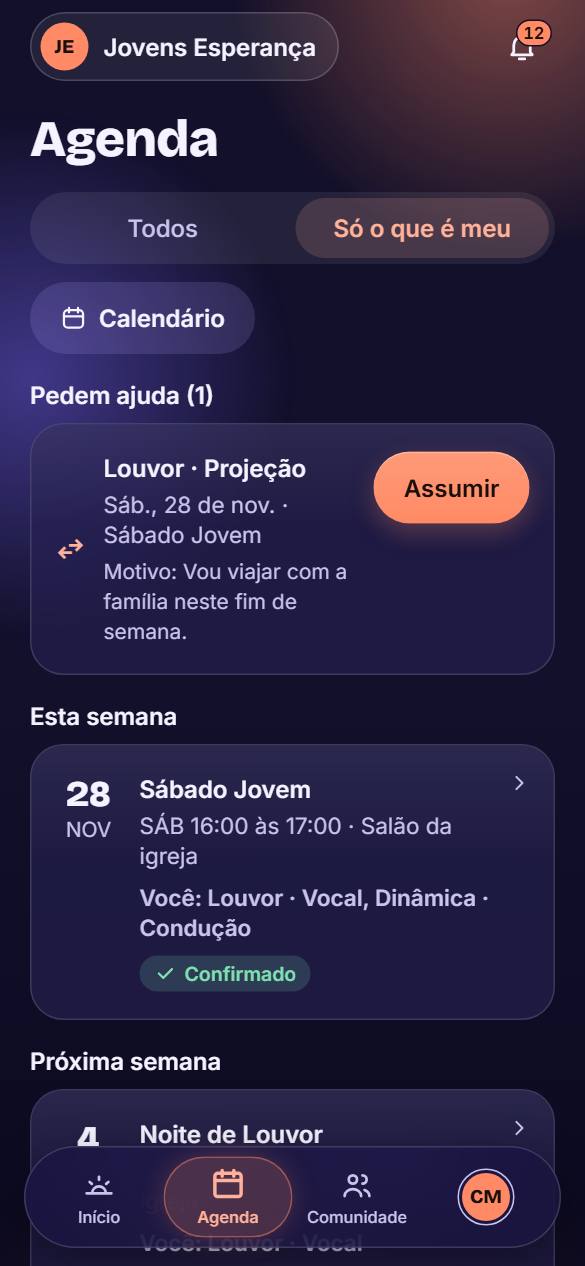 JE
Jovens Esperança
12
Agenda
Todos
Só o que é meu
Calendário
Pedem ajuda (1)
Louvor · Projeção
Sáb., 28 de nov. ·
Sábado Jovem
Motivo: Vou viajar com a
família neste fim de
semana.
Assumir
Esta semana
28
NOV
Sábado Jovem
SÁB 16:00 às 17:00 · Salão da
igreja
Você: Louvor · Vocal, Dinâmica ·
Condução
Confirmado
Próxima semana
4
Noite de Louvor
Você: Louvor · Vocal
Início
Agenda
Comunidade
CM